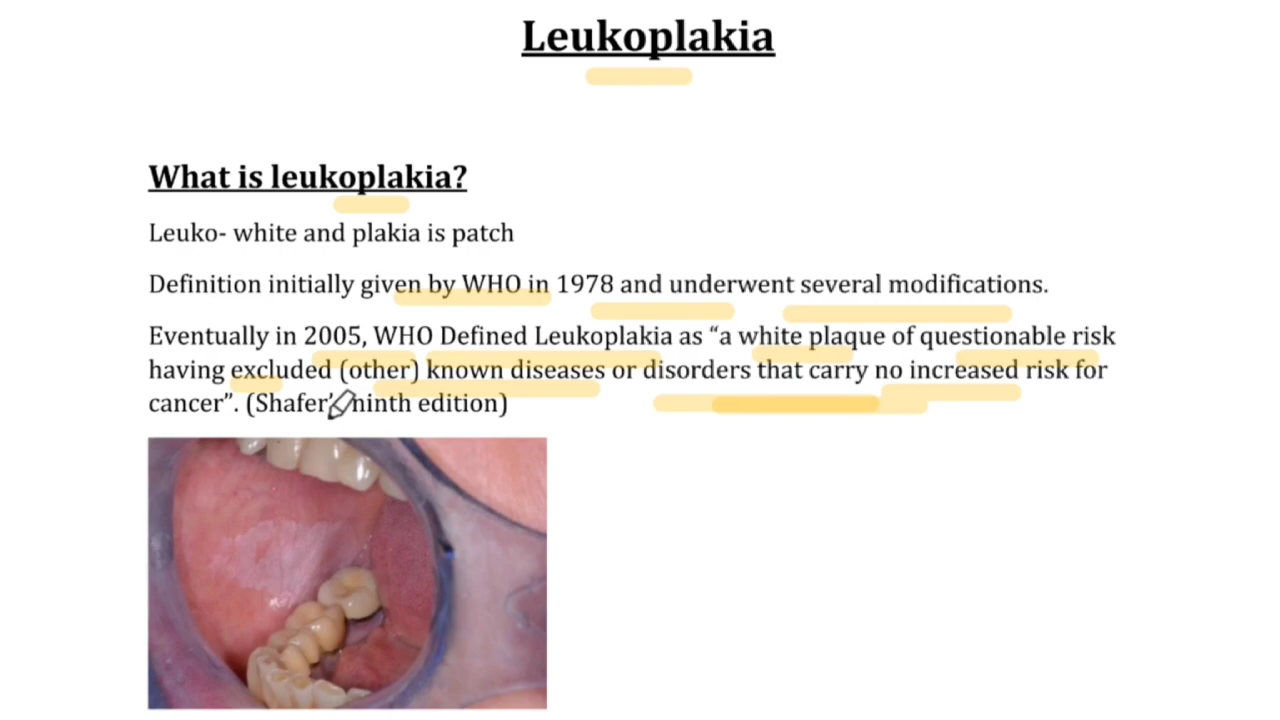 Leukoplakia
What is leukoplakia?
Leuko- white and plakia is patch
Definition initially given by WHO in 1978 and underwent several modifications.
Eventually in 2005, WHO Defined Leukoplakia as “a white plaque of questionable risk
having excluded (other) known diseases or disorders that carry no increased risk for
cancer”. (Shafer’ ninth edition)